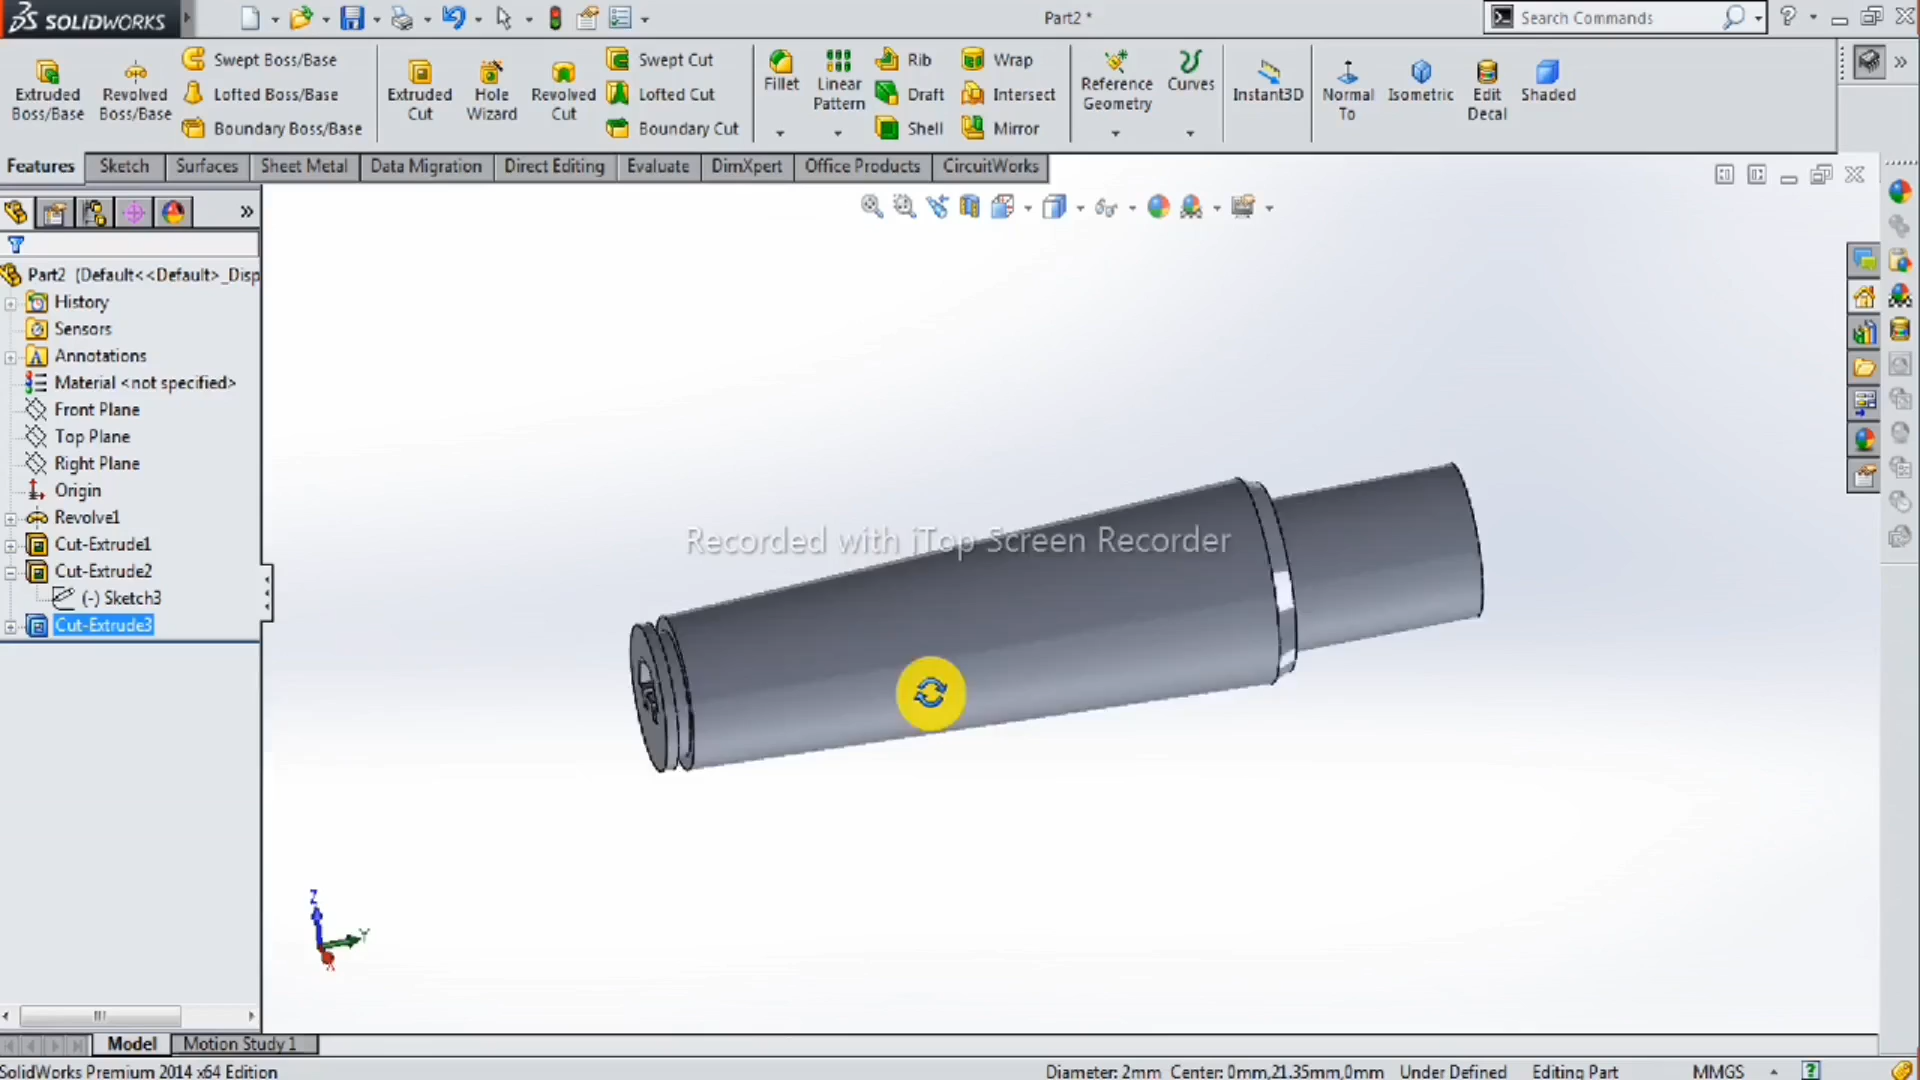 SOLIDWORKS
Part2 *
Search Commands
Extruded Boss/Base
Revolved Boss/Base
Swept Boss/Base
Lofted Boss/Base
Boundary Boss/Base
Extruded Cut
Hole Wizard
Revolved Cut
Swept Cut
Lofted Cut
Boundary Cut
Fillet
Linear Pattern
Rib
Draft
Shell
Wrap
Intersect
Mirror
Reference Geometry
Curves
Instant3D
Normal To
Isometric
Edit Decal
Shaded
Features
Sketch
Surfaces
Sheet Metal
Data Migration
Direct Editing
Evaluate
DimXpert
Office Products
CircuitWorks
Part2 (Default<<Default>_Disp
History
Sensors
Annotations
Material <not specified>
Front Plane
Top Plane
Right Plane
Origin
Revolve1
Cut-Extrude1
Cut-Extrude2
(-) Sketch3
Cut-Extrude3
Recorded with iTop Screen Recorder
Z
Y
X
Model
Motion Study 1
SolidWorks Premium 2014 x64 Edition
Diameter: 2mm Center: 0mm,21.35mm,0mm
Under Defined
Editing Part
MMGS